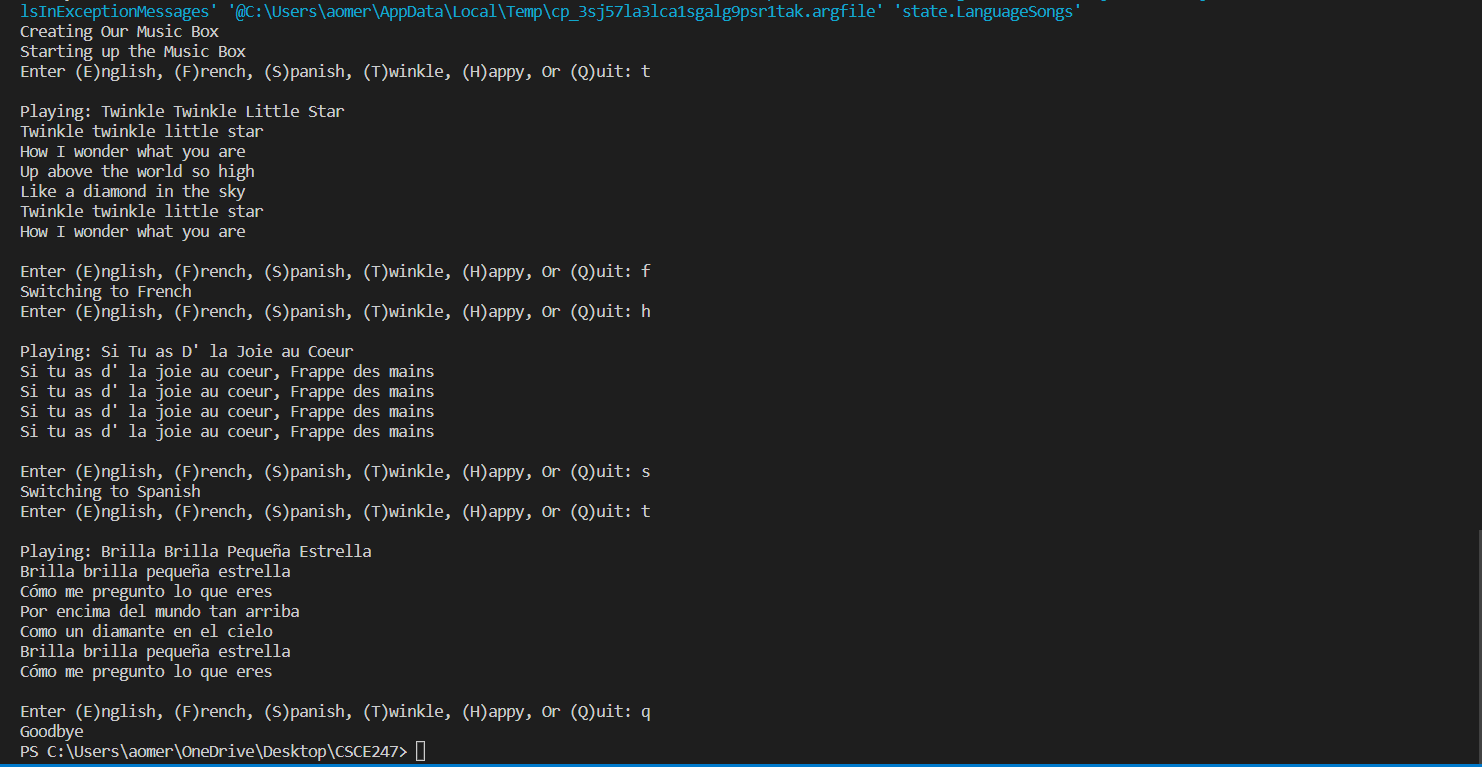 lsInExceptionMessages' '@C:\Users\aomer\AppData\Local\Temp\cp_3sj57la3lca1sgalg9psr1tak.argfile' 'state.LanguageSongs'
Creating Our Music Box
Starting up the Music Box
Enter (E)nglish, (F)rench, (S)panish, (T)winkle, (H)appy, Or (Q)uit: t
Playing: Twinkle Twinkle Little Star
Twinkle twinkle little star
How I wonder what you are
Up above the world so high
Like a diamond in the sky
Twinkle twinkle little star
How I wonder what you are
Enter (E)nglish, (F)rench, (S)panish, (T)winkle, (H)appy, Or (Q)uit: f
Switching to French
Enter (E)nglish, (F)rench, (S)panish, (T)winkle, (H)appy, Or (Q)uit: h
Playing: Si Tu as D' la Joie au Coeur
Si tu as d' la joie au coeur, Frappe des mains
Si tu as d' la joie au coeur, Frappe des mains
Si tu as d' la joie au coeur, Frappe des mains
Si tu as d' la joie au coeur, Frappe des mains
Enter (E)nglish, (F)rench, (S)panish, (T)winkle, (H)appy, Or (Q)uit: s
Switching to Spanish
Enter (E)nglish, (F)rench, (S)panish, (T)winkle, (H)appy, Or (Q)uit: t
Playing: Brilla Brilla Pequeña Estrella
Brilla brilla pequeña estrella
Cómo me pregunto lo que eres
Por encima del mundo tan arriba
Como un diamante en el cielo
Brilla brilla pequeña estrella
Cómo me pregunto lo que eres
Enter (E)nglish, (F)rench, (S)panish, (T)winkle, (H)appy, Or (Q)uit: q
Goodbye
PS C:\Users\aomer\OneDrive\Desktop\CSCE247>